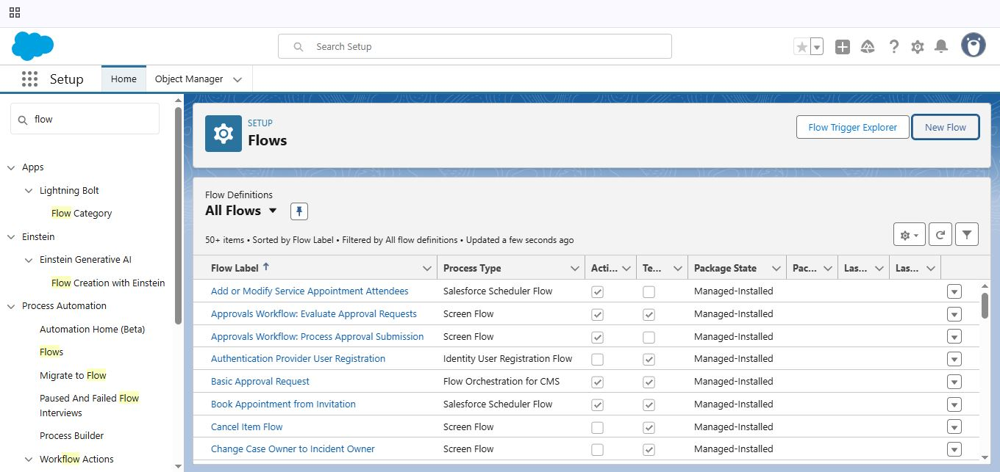 Search Setup
Setup
Home
Object Manager
flow
Apps
Lightning Bolt
Flow Category
Einstein
Einstein Generative AI
Flow Creation with Einstein
Process Automation
Automation Home (Beta)
Flows
Migrate to Flow
Paused And Failed Flow
Interviews
Process Builder
Workflow Actions
SETUP
Flows
Flow Trigger Explorer
New Flow
Flow Definitions
All Flows
50+ items • Sorted by Flow Label • Filtered by All flow definitions • Updated a few seconds ago
Flow Label Process Type Acti... Te... Package State Pac... Las... Las...
Add or Modify Service Appointment Attendees Salesforce Scheduler Flow Managed-Installed
Approvals Workflow: Evaluate Approval Requests Screen Flow Managed-Installed
Approvals Workflow: Process Approval Submission Screen Flow Managed-Installed
Authentication Provider User Registration Identity User Registration Flow Managed-Installed
Basic Approval Request Flow Orchestration for CMS Managed-Installed
Book Appointment from Invitation Salesforce Scheduler Flow Managed-Installed
Cancel Item Flow Screen Flow Managed-Installed
Change Case Owner to Incident Owner Screen Flow Managed-Installed